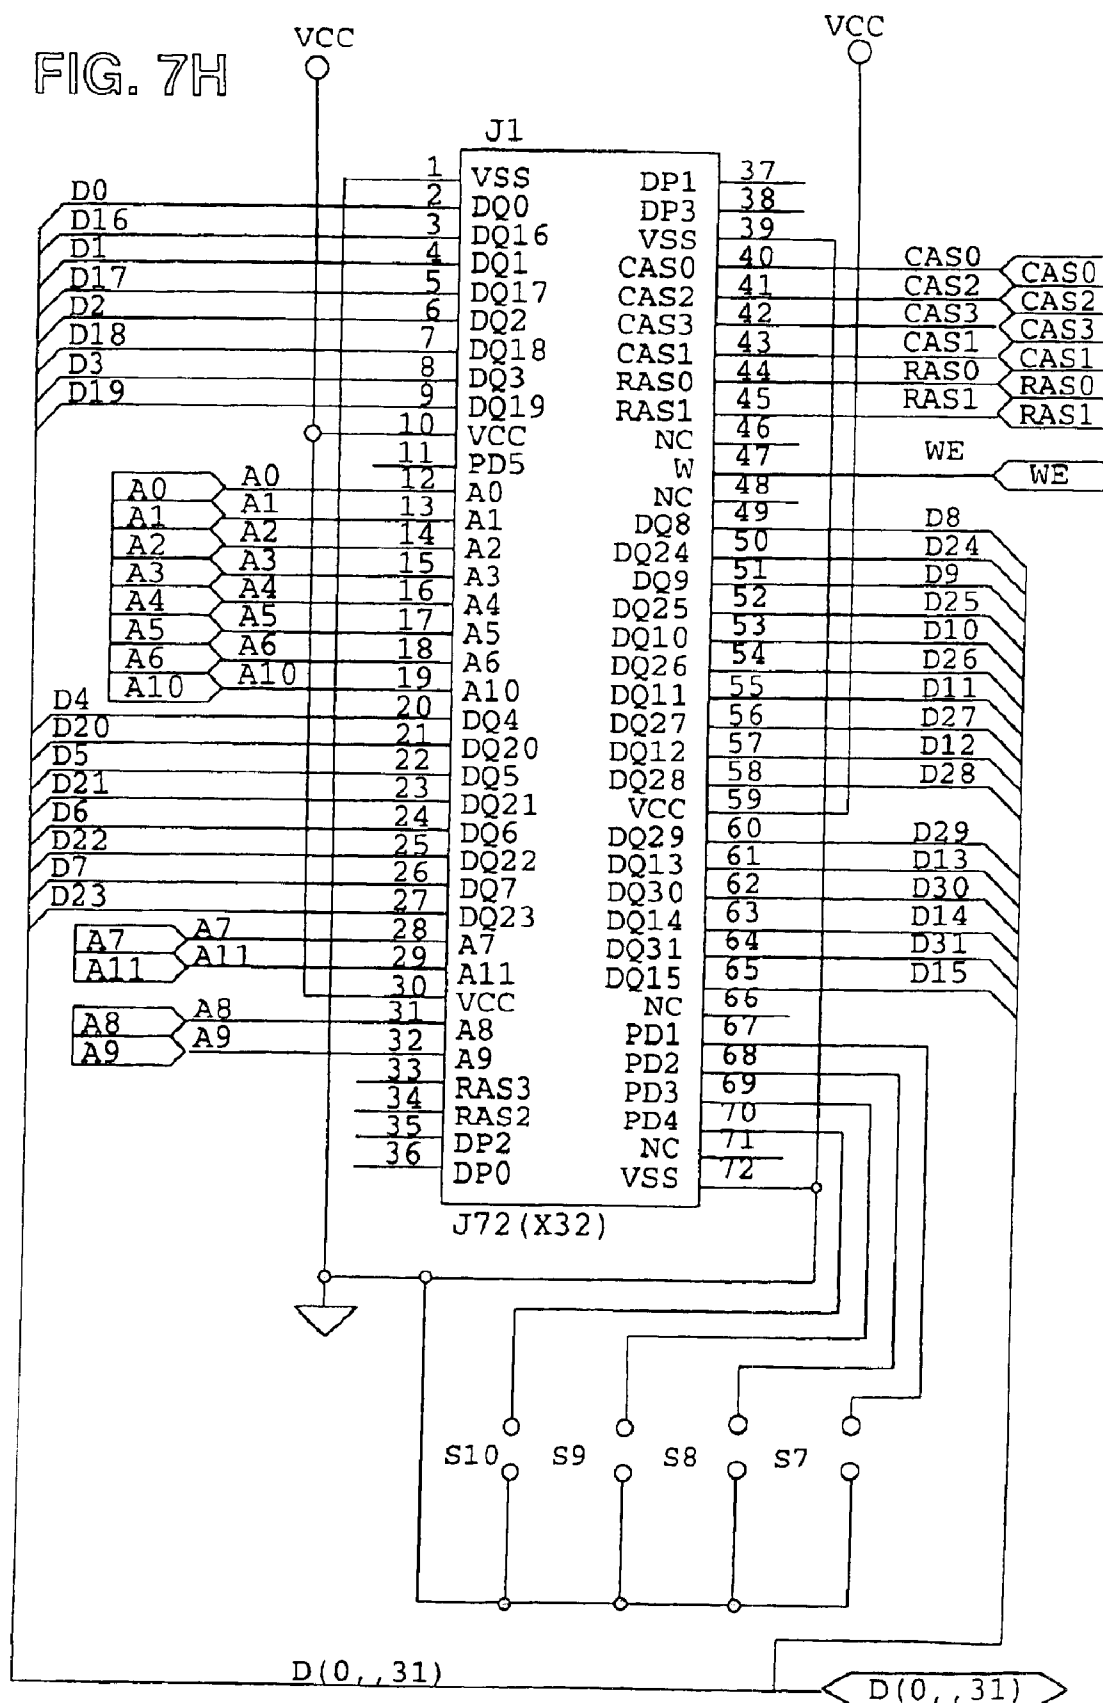 FIG. 7H
VCC
VCC
J1
1 VSS
D0 2 DQ0
D16 3 DQ16
D1 4 DQ1
D17 5 DQ17
D2 6 DQ2
D18 7 DQ18
D3 8 DQ3
D19 9 DQ19
10 VCC
11 PD5
A0 A0 12 A0
A1 A1 13 A1
A2 A2 14 A2
A3 A3 15 A3
A4 A4 16 A4
A5 A5 17 A5
A6 A6 18 A6
A10 A10 19 A10
D4 20 DQ4
D20 21 DQ20
D5 22 DQ5
D21 23 DQ21
D6 24 DQ6
D22 25 DQ22
D7 26 DQ7
D23 27 DQ23
A7 A7 28 A7
A11 A11 29 A11
30 VCC
A8 A8 31 A8
A9 A9 32 A9
33 RAS3
34 RAS2
35 DP2
36 DP0
DP1 37
DP3 38
VSS 39
CAS0 40 CAS0 CAS0
CAS2 41 CAS2 CAS2
CAS3 42 CAS3 CAS3
CAS1 43 CAS1 CAS1
RAS0 44 RAS0 RAS0
RAS1 45 RAS1 RAS1
NC 46
W 47 WE WE
NC 48
DQ8 49 D8
DQ24 50 D24
DQ9 51 D9
DQ25 52 D25
DQ10 53 D10
DQ26 54 D26
DQ11 55 D11
DQ27 56 D27
DQ12 57 D12
DQ28 58 D28
VCC 59
DQ29 60 D29
DQ13 61 D13
DQ30 62 D30
DQ14 63 D14
DQ31 64 D31
DQ15 65 D15
NC 66
PD1 67
PD2 68
PD3 69
PD4 70
NC 71
VSS 72
J72(X32)
S10 S9 S8 S7
D(0,,31)
D(0,,31)